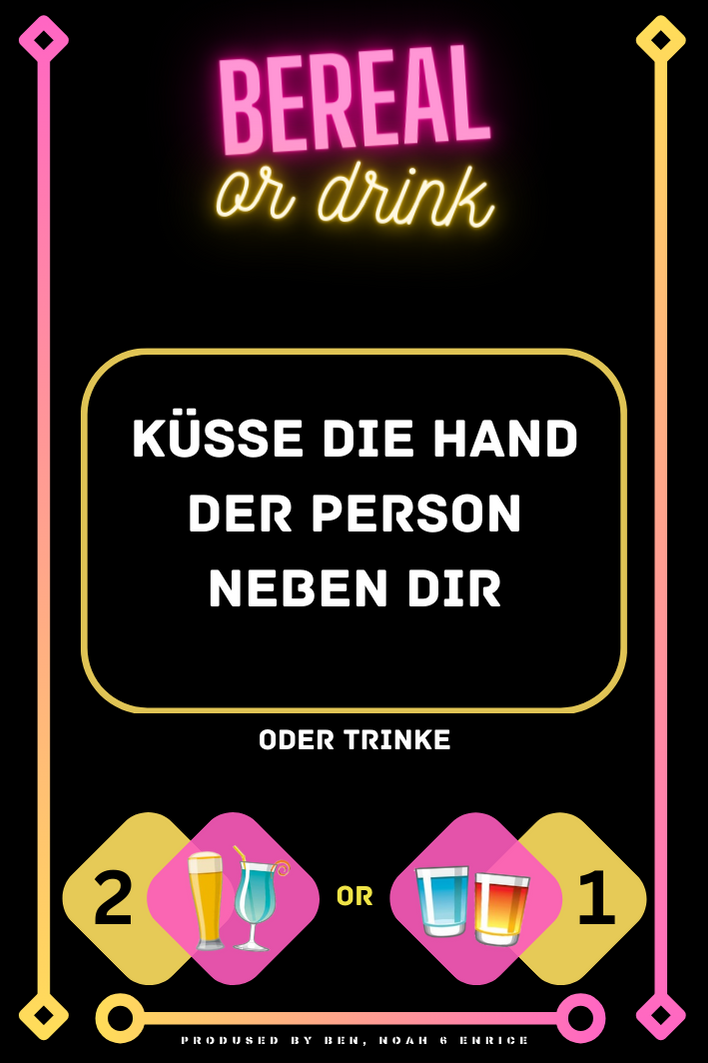 BEREAL
or drink
KÜSSE DIE HAND
DER PERSON
NEBEN DIR
ODER TRINKE
2 OR 1
PRODUSED BY BEN, NOAH & ENRICE